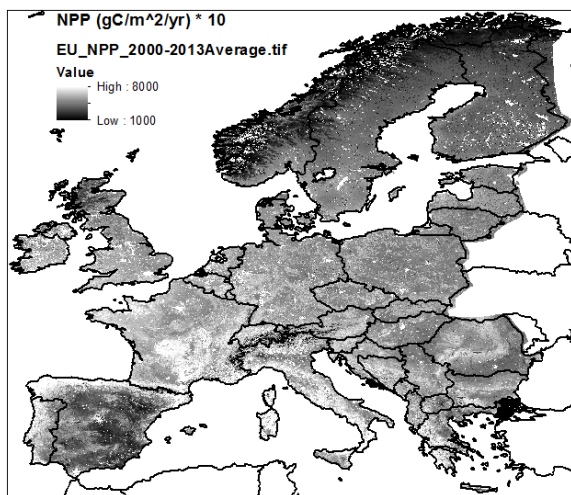 NPP (gC/m^2/yr) * 10
EU_NPP_2000-2013Average.tif
Value
High : 8000
Low : 1000